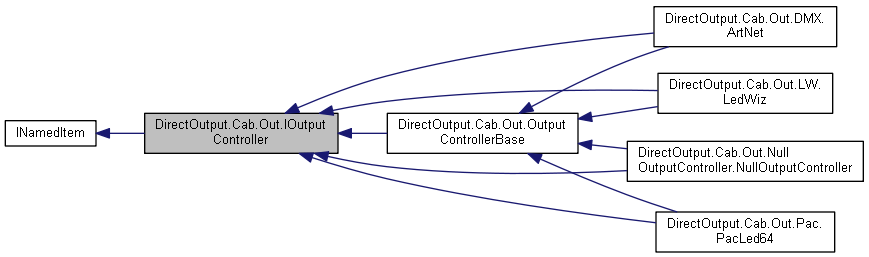 INamedItem
DirectOutput.Cab.Out.IOutput
Controller
DirectOutput.Cab.Out.Output
ControllerBase
DirectOutput.Cab.Out.DMX.
ArtNet
DirectOutput.Cab.Out.LW.
LedWiz
DirectOutput.Cab.Out.Null
OutputController.NullOutputController
DirectOutput.Cab.Out.Pac.
PacLed64